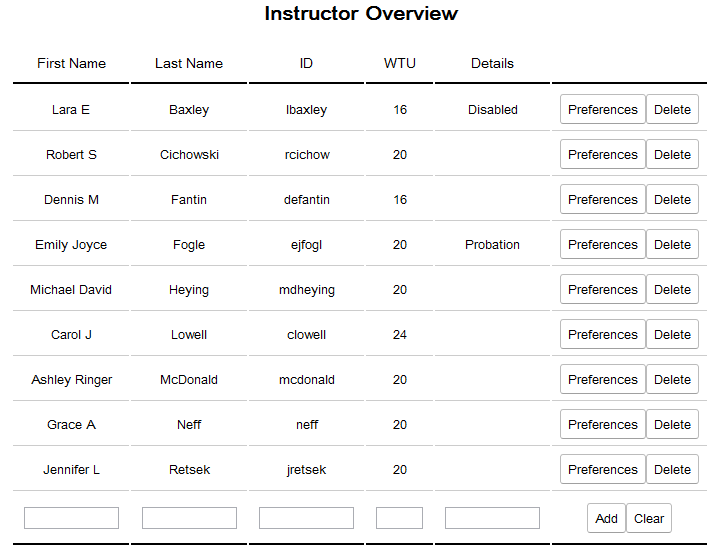 Instructor Overview
First Name Last Name ID WTU Details
Lara E Baxley lbaxley 16 Disabled Preferences Delete
Robert S Cichowski rcichow 20 Preferences Delete
Dennis M Fantin defantin 16 Preferences Delete
Emily Joyce Fogle ejfogl 20 Probation Preferences Delete
Michael David Heying mdheying 20 Preferences Delete
Carol J Lowell clowell 24 Preferences Delete
Ashley Ringer McDonald mcdonald 20 Preferences Delete
Grace A Neff neff 20 Preferences Delete
Jennifer L Retsek jretsek 20 Preferences Delete
Add Clear